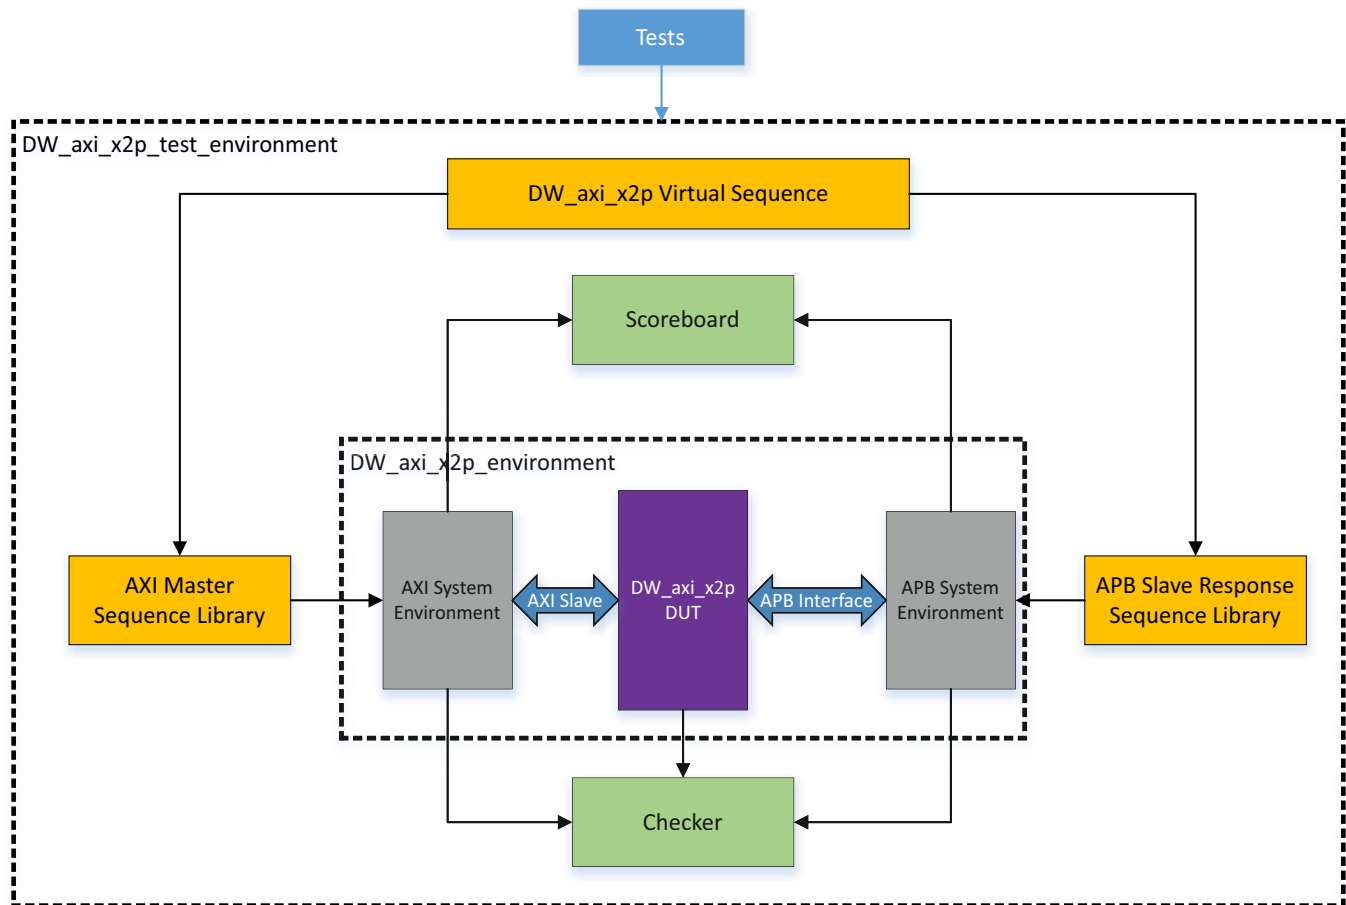 Tests
DW_axi_x2p_test_environment
DW_axi_x2p Virtual Sequence
Scoreboard
DW_axi_x2p_environment
AXI Master
Sequence Library
AXI System
Environment
AXI Slave
DW_axi_x2p
DUT
APB Interface
APB System
Environment
APB Slave Response
Sequence Library
Checker